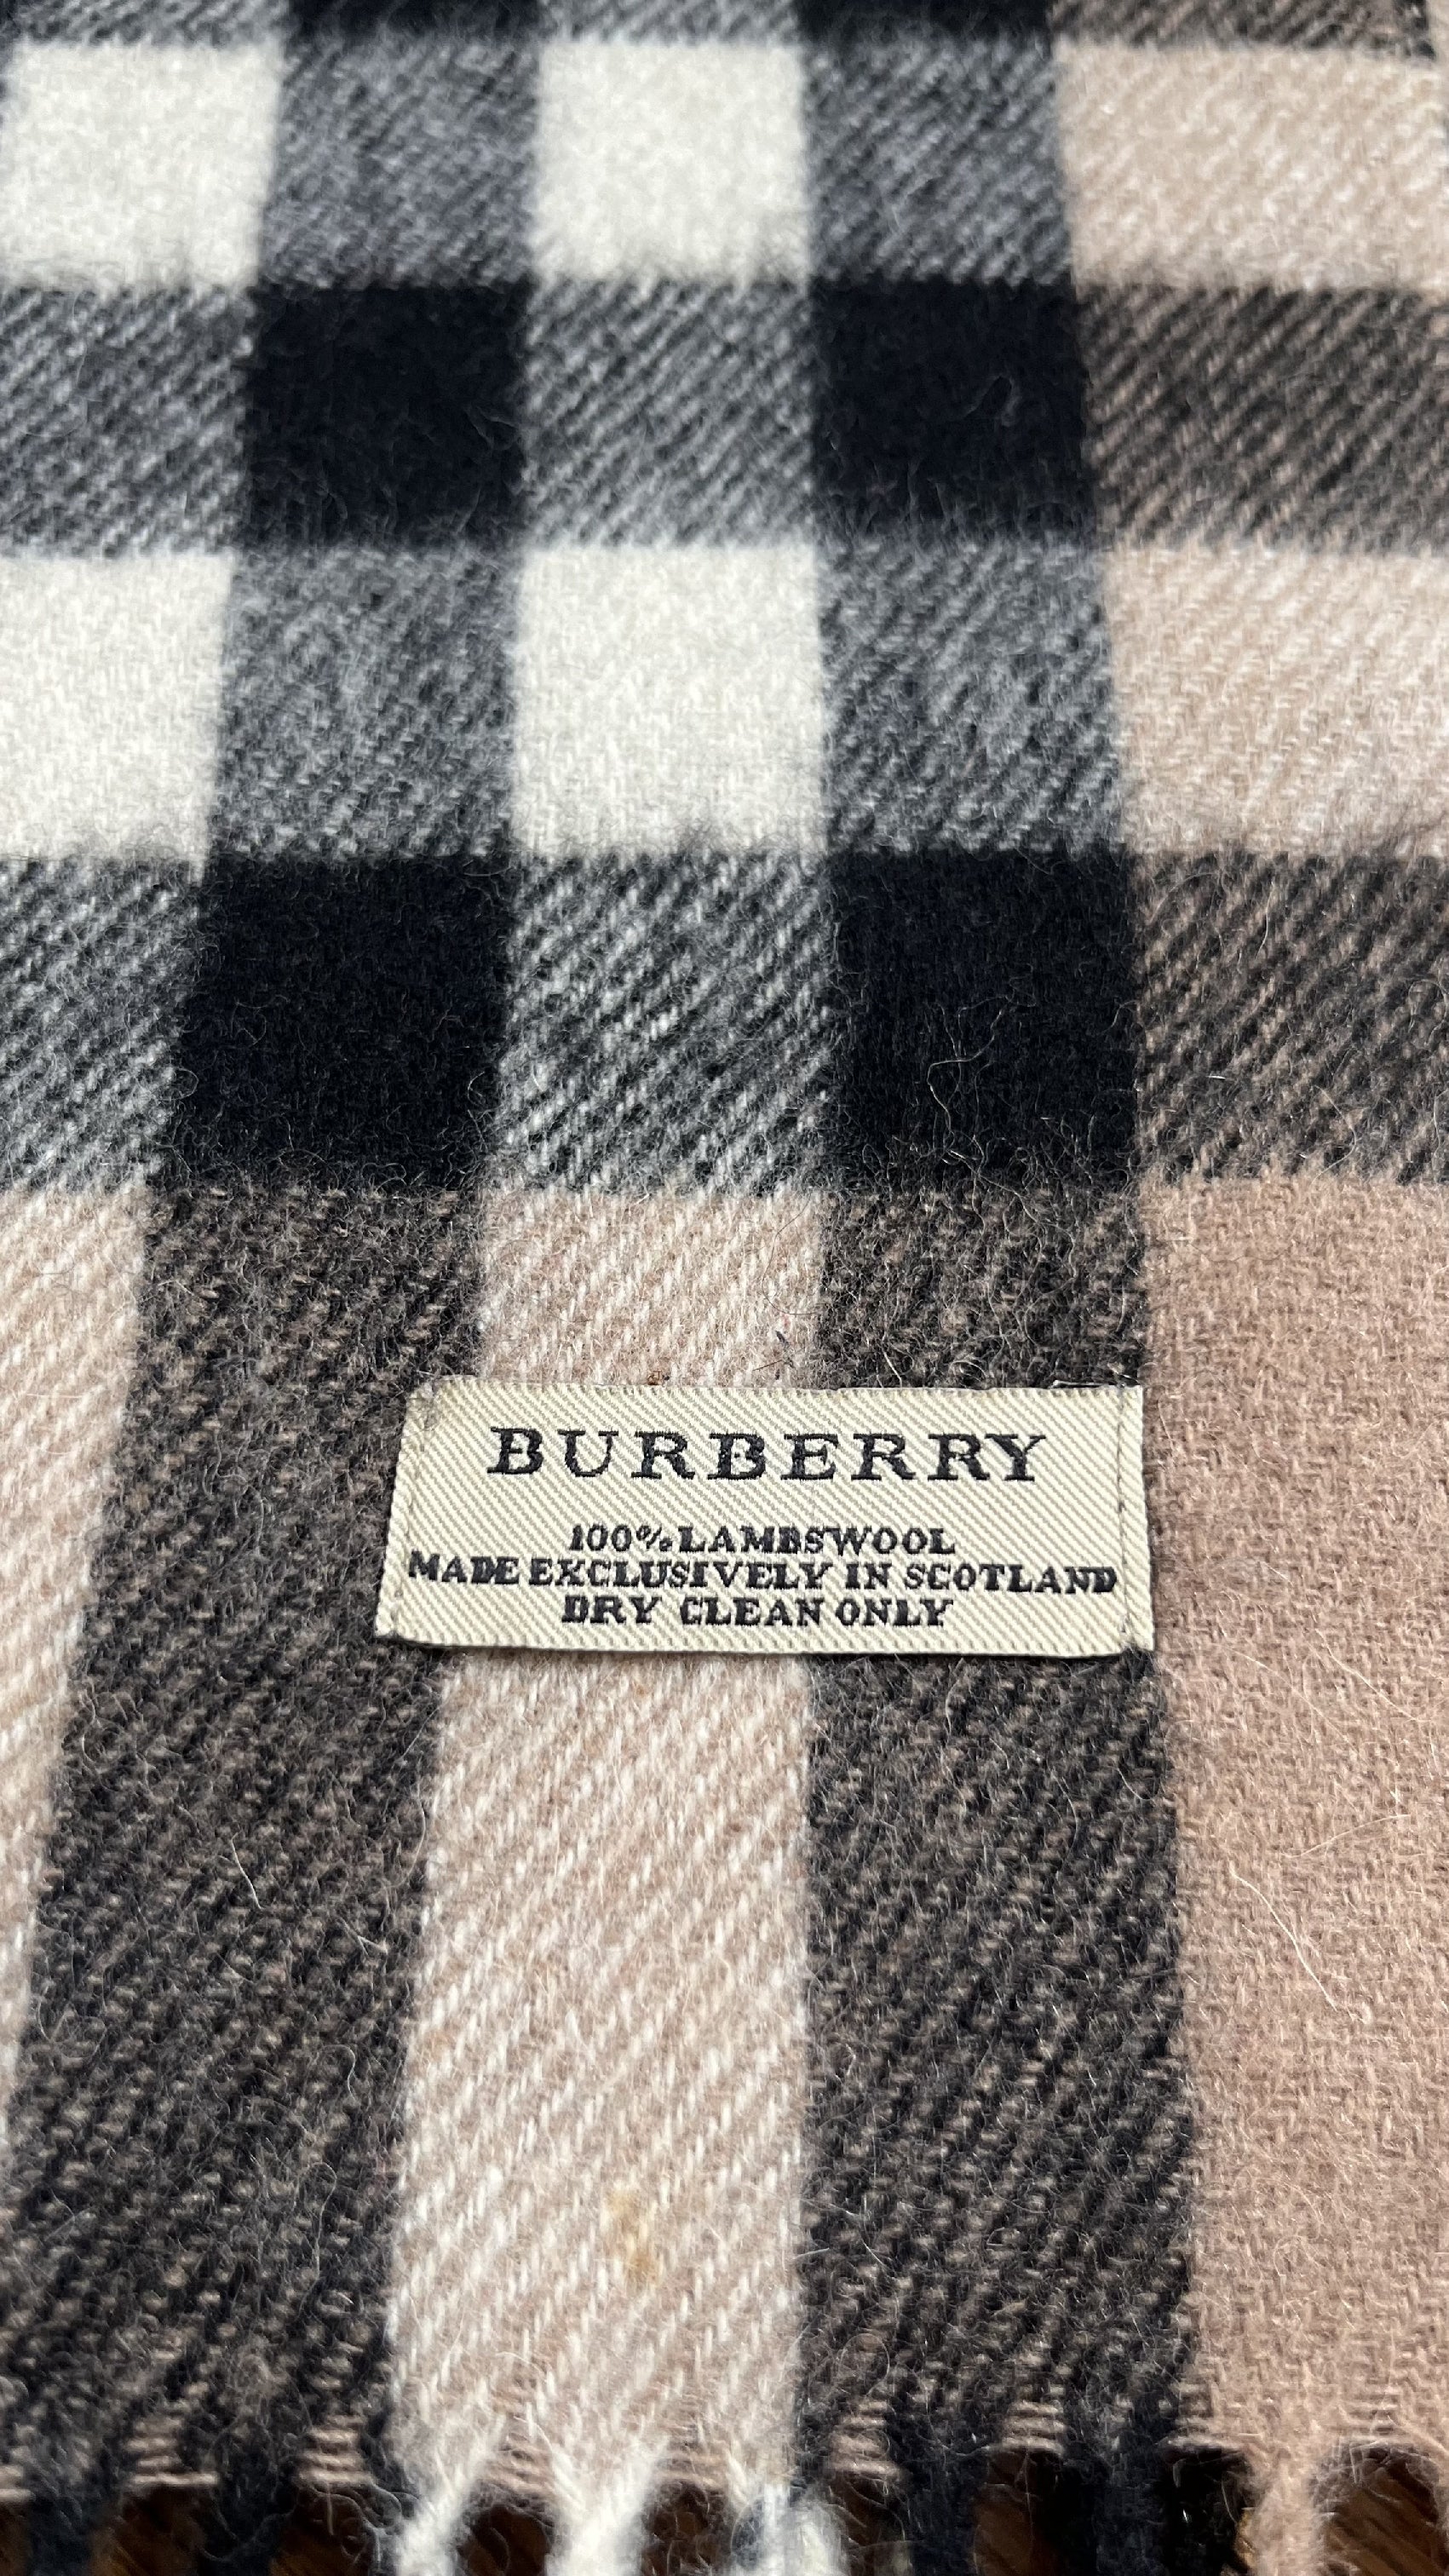 BURBERRY
100% LAMBSWOOL
MADE EXCLUSIVELY IN SCOTLAND
DRY CLEAN ONLY